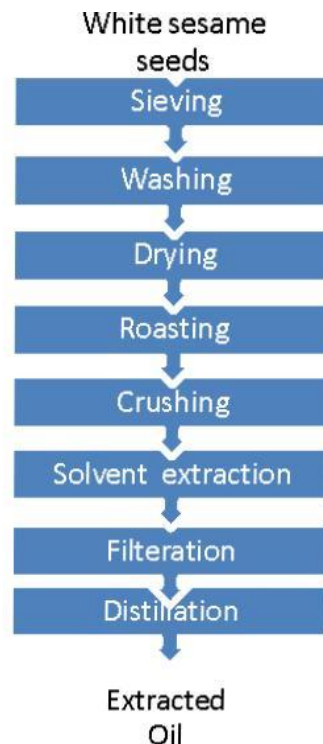 White sesame
seeds
Sieving
Washing
Drying
Roasting
Crushing
Solvent extraction
Filteration
Distillation
Extracted
Oil